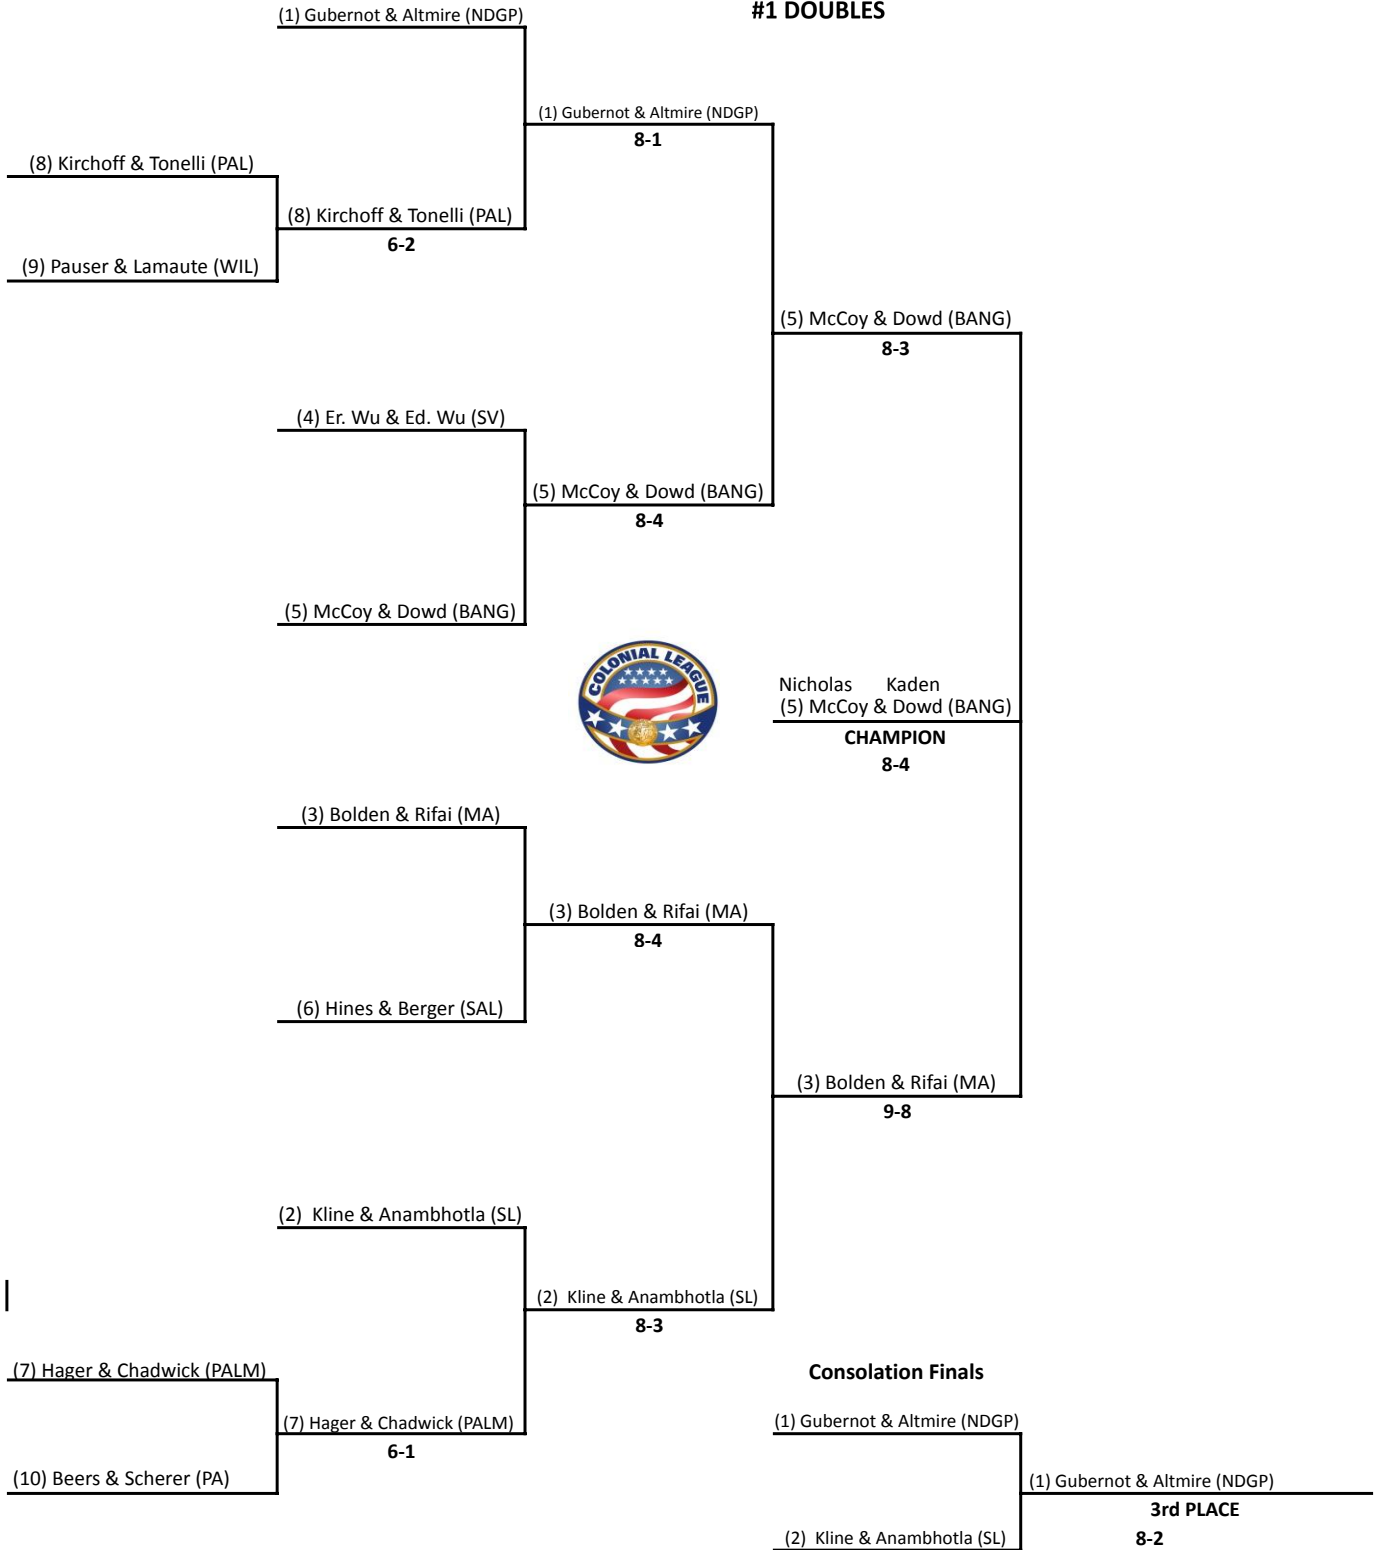 #1 DOUBLES
(1) Gubernot & Altmire (NDGP)
(1) Gubernot & Altmire (NDGP)
8-1
(8) Kirchoff & Tonelli (PAL)
(8) Kirchoff & Tonelli (PAL)
6-2
(9) Pauser & Lamaute (WIL)
(5) McCoy & Dowd (BANG)
8-3
(4) Er. Wu & Ed. Wu (SV)
(5) McCoy & Dowd (BANG)
8-4
(5) McCoy & Dowd (BANG)
COLONIAL LEAGUE
Nicholas Kaden
(5) McCoy & Dowd (BANG)
CHAMPION
8-4
(3) Bolden & Rifai (MA)
(3) Bolden & Rifai (MA)
8-4
(6) Hines & Berger (SAL)
(3) Bolden & Rifai (MA)
9-8
(2) Kline & Anambhotla (SL)
(2) Kline & Anambhotla (SL)
8-3
(7) Hager & Chadwick (PALM)
(7) Hager & Chadwick (PALM)
6-1
(10) Beers & Scherer (PA)
Consolation Finals
(1) Gubernot & Altmire (NDGP)
(1) Gubernot & Altmire (NDGP)
3rd PLACE
8-2
(2) Kline & Anambhotla (SL)